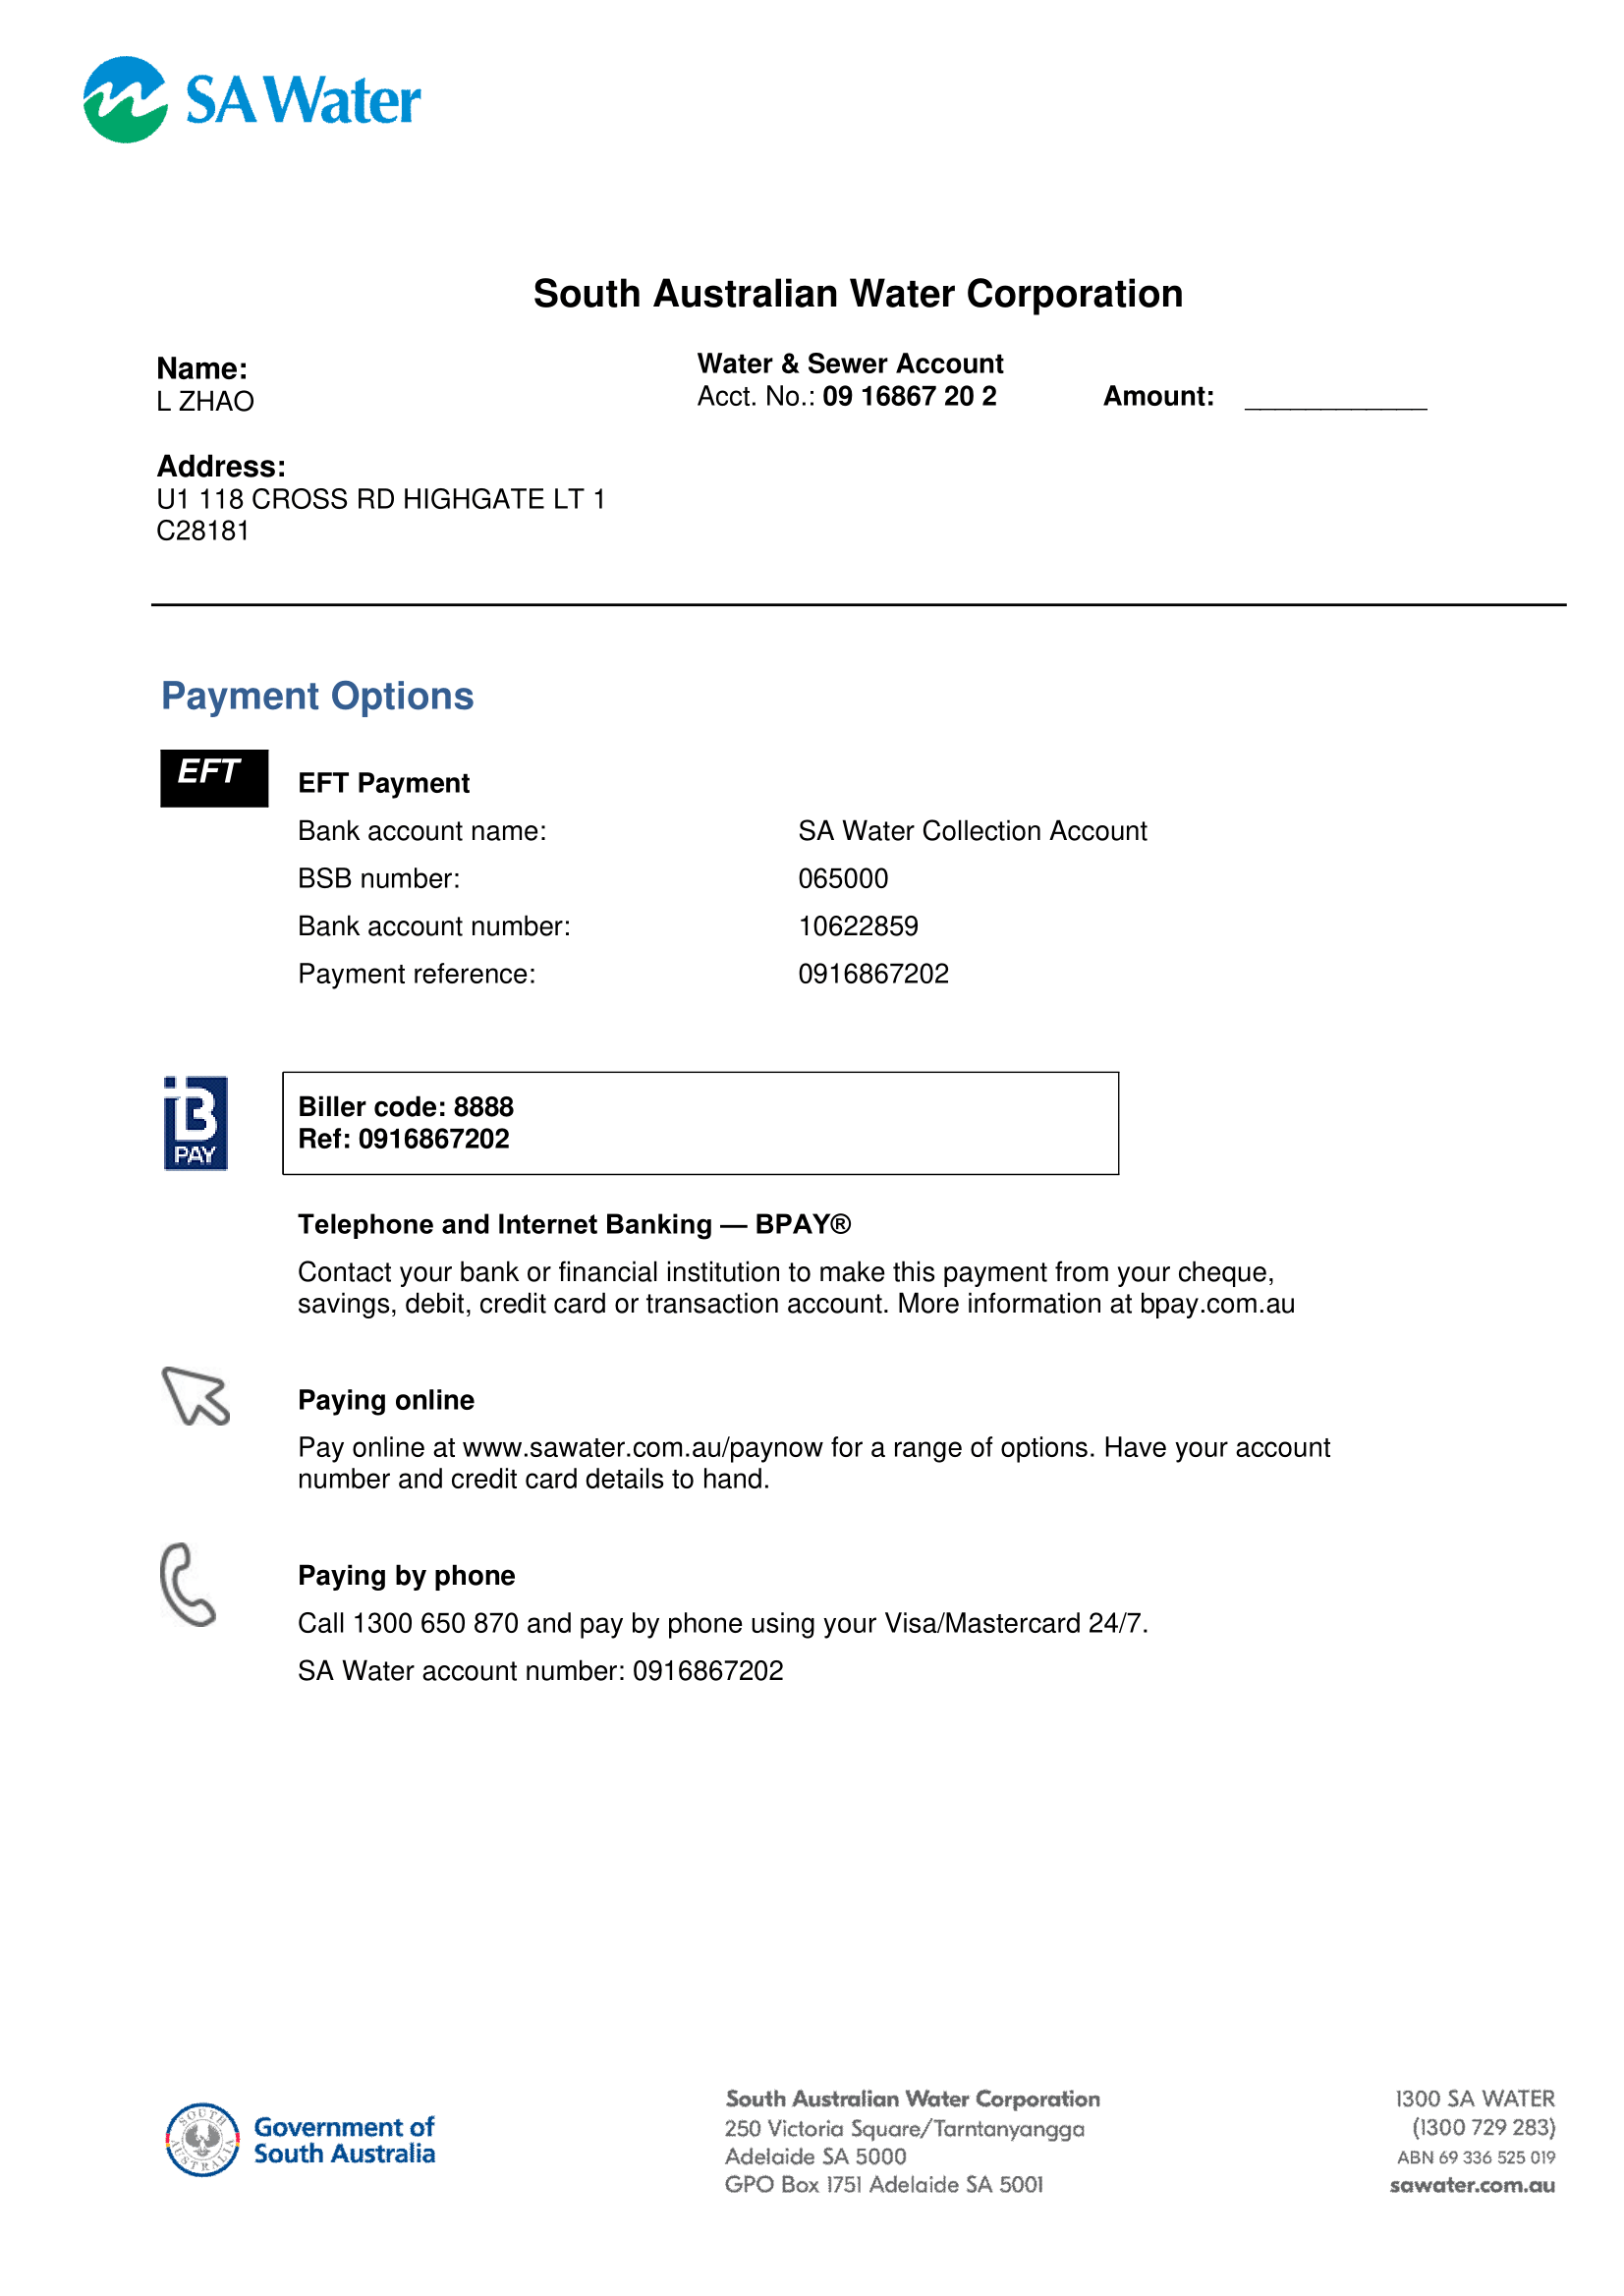 SA Water
South Australian Water Corporation
Name:
L ZHAO
Water & Sewer Account
Acct. No.: 09 16867 20 2
Amount: ____________
Address:
U1 118 CROSS RD HIGHGATE LT 1
C28181
Payment Options
EFT
EFT Payment
Bank account name: SA Water Collection Account
BSB number: 065000
Bank account number: 10622859
Payment reference: 0916867202
B
PAY
Biller code: 8888
Ref: 0916867202
Telephone and Internet Banking — BPAY®
Contact your bank or financial institution to make this payment from your cheque,
savings, debit, credit card or transaction account. More information at bpay.com.au
Paying online
Pay online at www.sawater.com.au/paynow for a range of options. Have your account
number and credit card details to hand.
Paying by phone
Call 1300 650 870 and pay by phone using your Visa/Mastercard 24/7.
SA Water account number: 0916867202
SOUTH
AUSTRALIA
Government of
South Australia
South Australian Water Corporation
250 Victoria Square/Tarntanyangga
Adelaide SA 5000
GPO Box 1751 Adelaide SA 5001
1300 SA WATER
(1300 729 283)
ABN 69 336 525 019
sawater.com.au